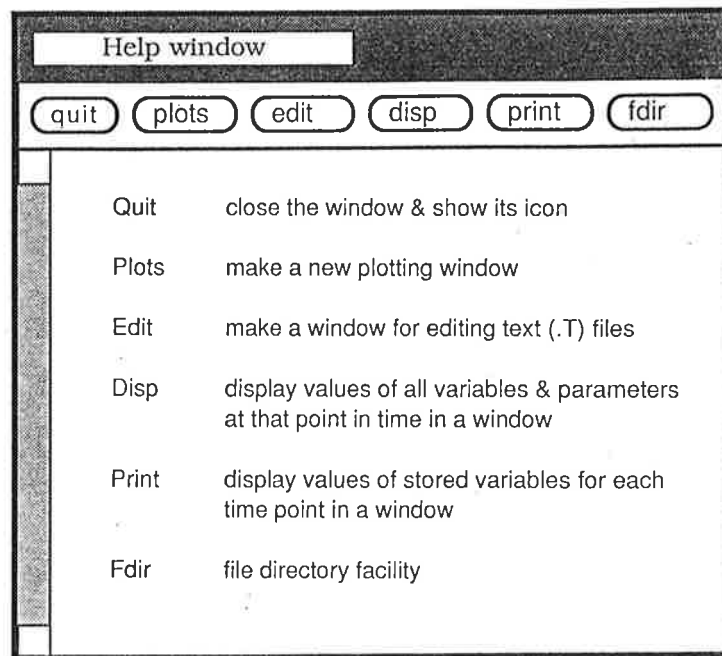 Help window
quit plots edit disp print fdir
Quit close the window & show its icon
Plots make a new plotting window
Edit make a window for editing text (.T) files
Disp display values of all variables & parameters
at that point in time in a window
Print display values of stored variables for each
time point in a window
Fdir file directory facility